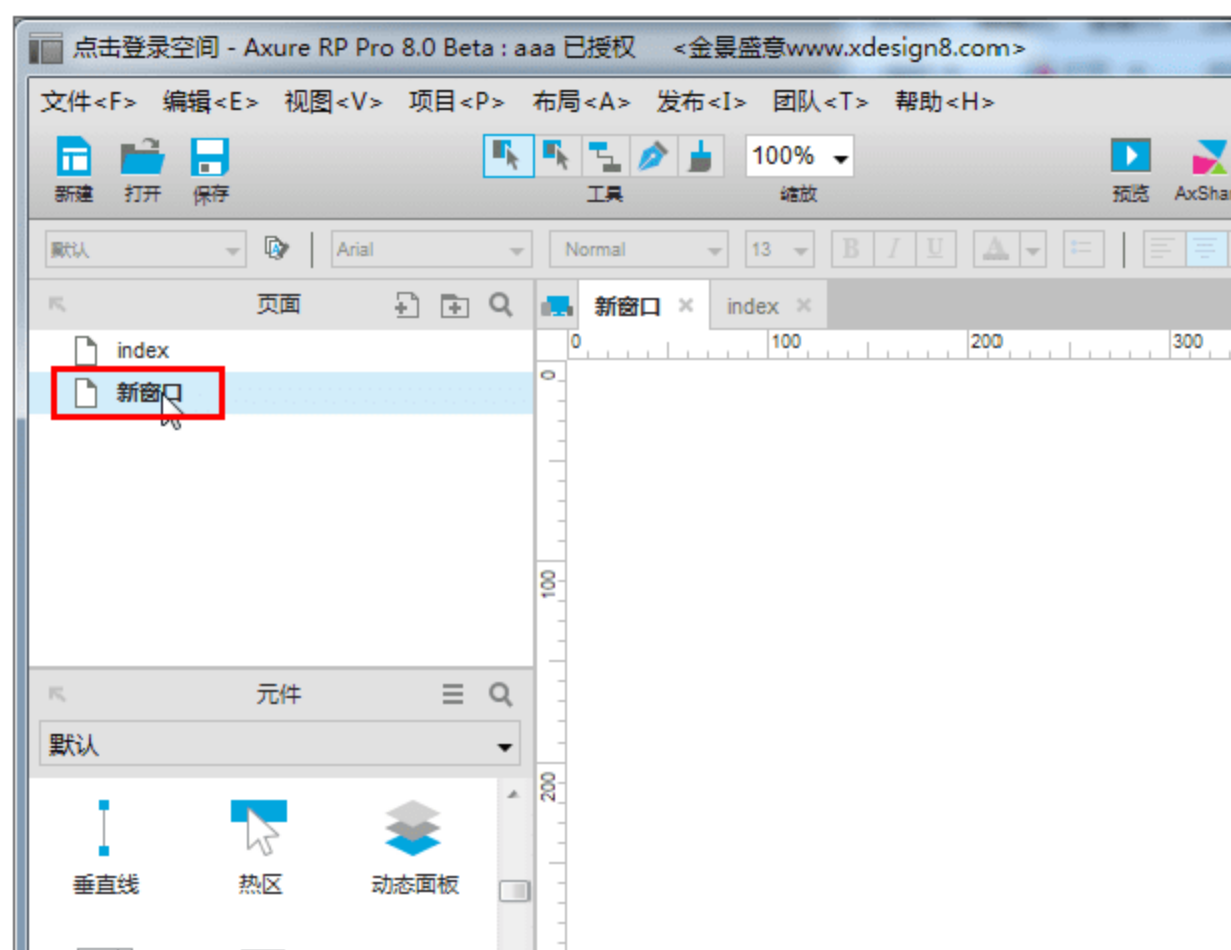 点击登录空间 - Axure RP Pro 8.0 Beta : aaa 已授权 <金景盛意www.xdesign8.com>
文件<F> 编辑<E> 视图<V> 项目<P> 布局<A> 发布<I> 团队<T> 帮助<H>
100%
新建 打开 保存 工具 缩放 预览 AxShar
默认 Arial Normal 13 B I U A
页面 新窗口 index
0 100 200 300
index
新窗口
0
100
元件
默认
200
垂直线 热区 动态面板